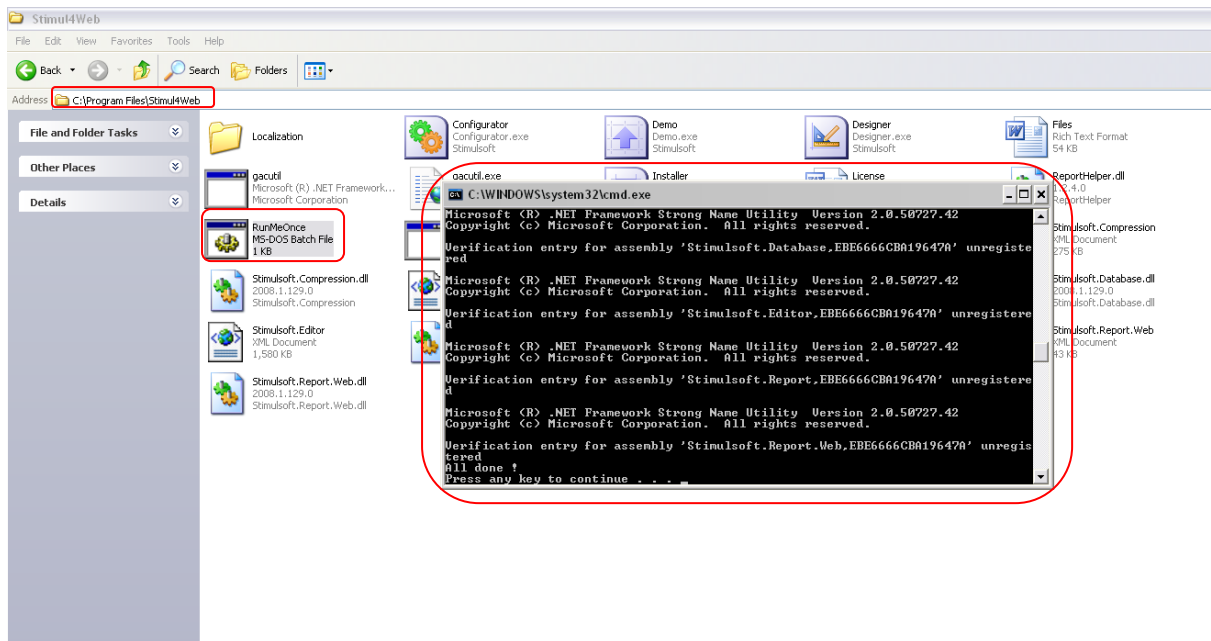 Stimul4Web
File Edit View Favorites Tools Help
Back Search Folders
Address C:\Program Files\Stimul4Web
File and Folder Tasks
Other Places
Details
Localization
Configurator
Configurator.exe
Stimulsoft
Demo
Demo.exe
Stimulsoft
Designer
Designer.exe
Stimulsoft
Files
Rich Text Format
54 KB
gacutil
Microsoft (R) .NET Framework...
Microsoft Corporation
gacutil.exe
Installer
License
ReportHelper.dll
1.2.4.0
ReportHelper
RunMeOnce
MS-DOS Batch File
1 KB
Stimulsoft.Compression
XML Document
275 KB
Stimulsoft.Compression.dll
2008.1.129.0
Stimulsoft.Compression
Stimulsoft.Database.dll
2008.1.129.0
Stimulsoft.Database.dll
Stimulsoft.Editor
XML Document
1,580 KB
Stimulsoft.Report.Web
XML Document
43 KB
Stimulsoft.Report.Web.dll
2008.1.129.0
Stimulsoft.Report.Web.dll
C:\WINDOWS\system32\cmd.exe
Microsoft (R) .NET Framework Strong Name Utility Version 2.0.50727.42
Copyright (c) Microsoft Corporation. All rights reserved.
Verification entry for assembly 'Stimulsoft.Database,EBE6666CBA19647A' unregiste
red
Microsoft (R) .NET Framework Strong Name Utility Version 2.0.50727.42
Copyright (c) Microsoft Corporation. All rights reserved.
Verification entry for assembly 'Stimulsoft.Editor,EBE6666CBA19647A' unregistere
d
Microsoft (R) .NET Framework Strong Name Utility Version 2.0.50727.42
Copyright (c) Microsoft Corporation. All rights reserved.
Verification entry for assembly 'Stimulsoft.Report,EBE6666CBA19647A' unregistere
d
Microsoft (R) .NET Framework Strong Name Utility Version 2.0.50727.42
Copyright (c) Microsoft Corporation. All rights reserved.
Verification entry for assembly 'Stimulsoft.Report.Web,EBE6666CBA19647A' unregis
tered
All done !
Press any key to continue . . . _